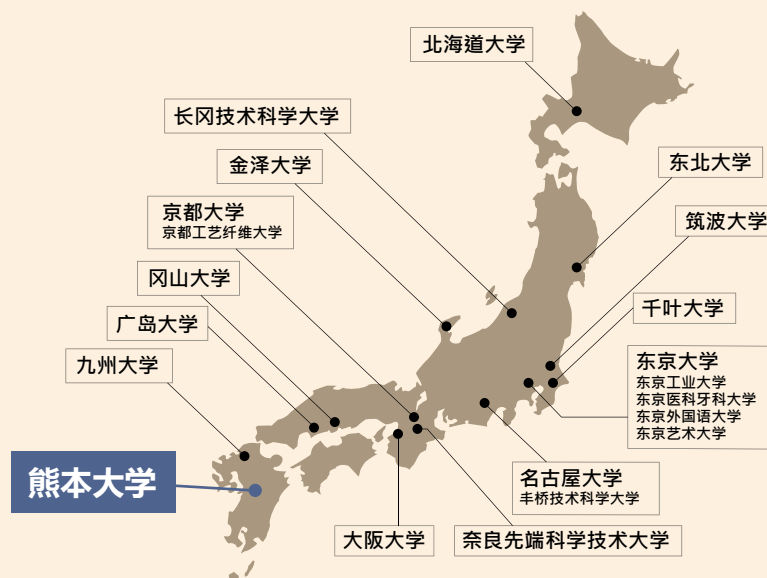 北海道大学
长冈技术科学大学
金泽大学
东北大学
京都大学
京都工艺纤维大学
筑波大学
冈山大学
千叶大学
广岛大学
九州大学
东京大学
东京工业大学
东京医科牙科大学
东京外国语大学
东京艺术大学
熊本大学
名古屋大学
丰桥技术科学大学
大阪大学
奈良先端科学技术大学